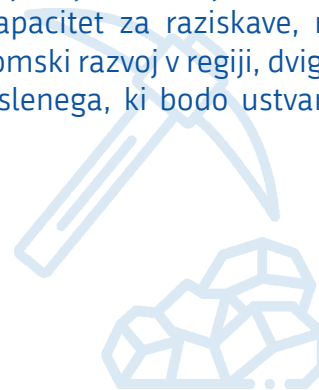 apacitet za raziskave,
omski razvoj v regiji, dvig
slenega, ki bodo ustvar